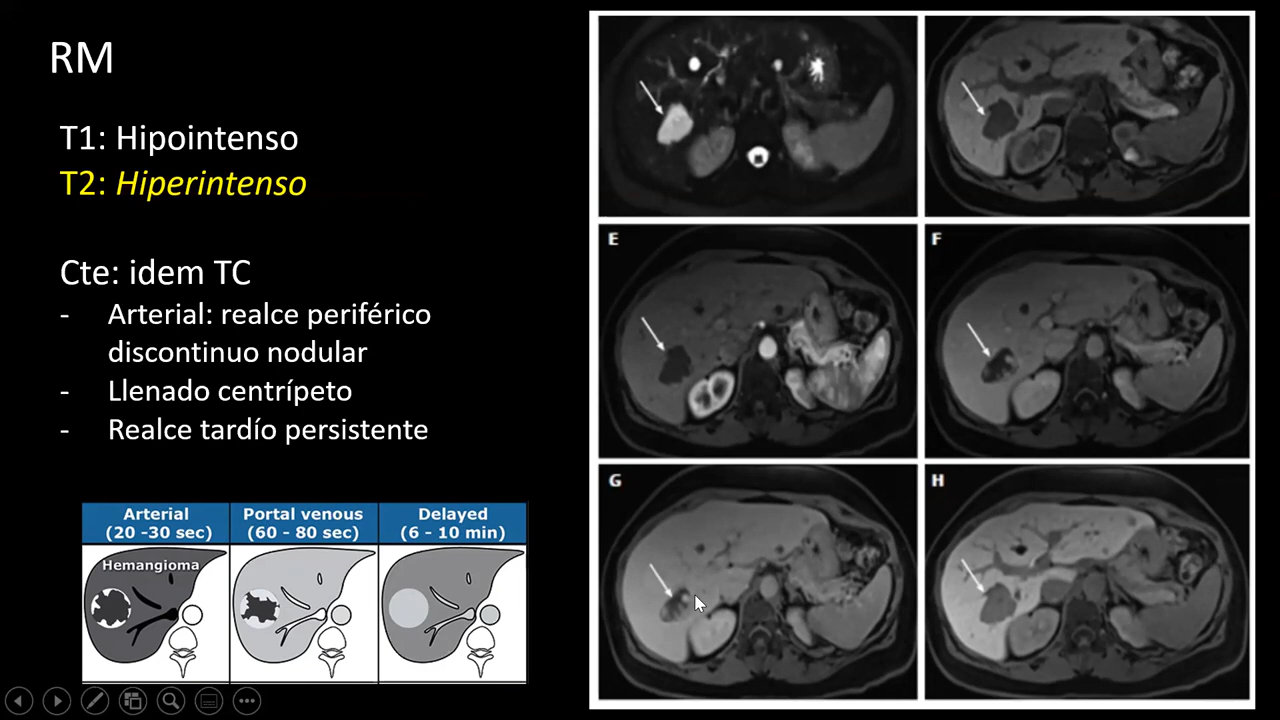 RM
T1: Hipointenso
T2: Hiperintenso
Cte: idem TC
- Arterial: realce periférico
discontinuo nodular
- Llenado centrípeto
- Realce tardío persistente
Arterial
(20 -30 sec)
Portal venous
(60 - 80 sec)
Delayed
(6 - 10 min)
Hemangioma
E
F
G
H